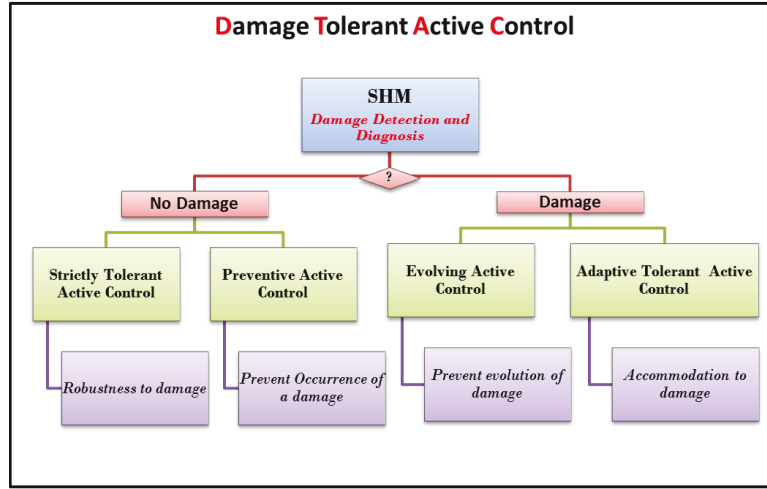 Damage Tolerant Active Control
SHM
Damage Detection and
Diagnosis
?
No Damage
Damage
Strictly Tolerant
Active Control
Preventive Active
Control
Evolving Active
Control
Adaptive Tolerant Active
Control
Robustness to damage
Prevent Occurrence of
a damage
Prevent evolution of
damage
Accommodation to
damage